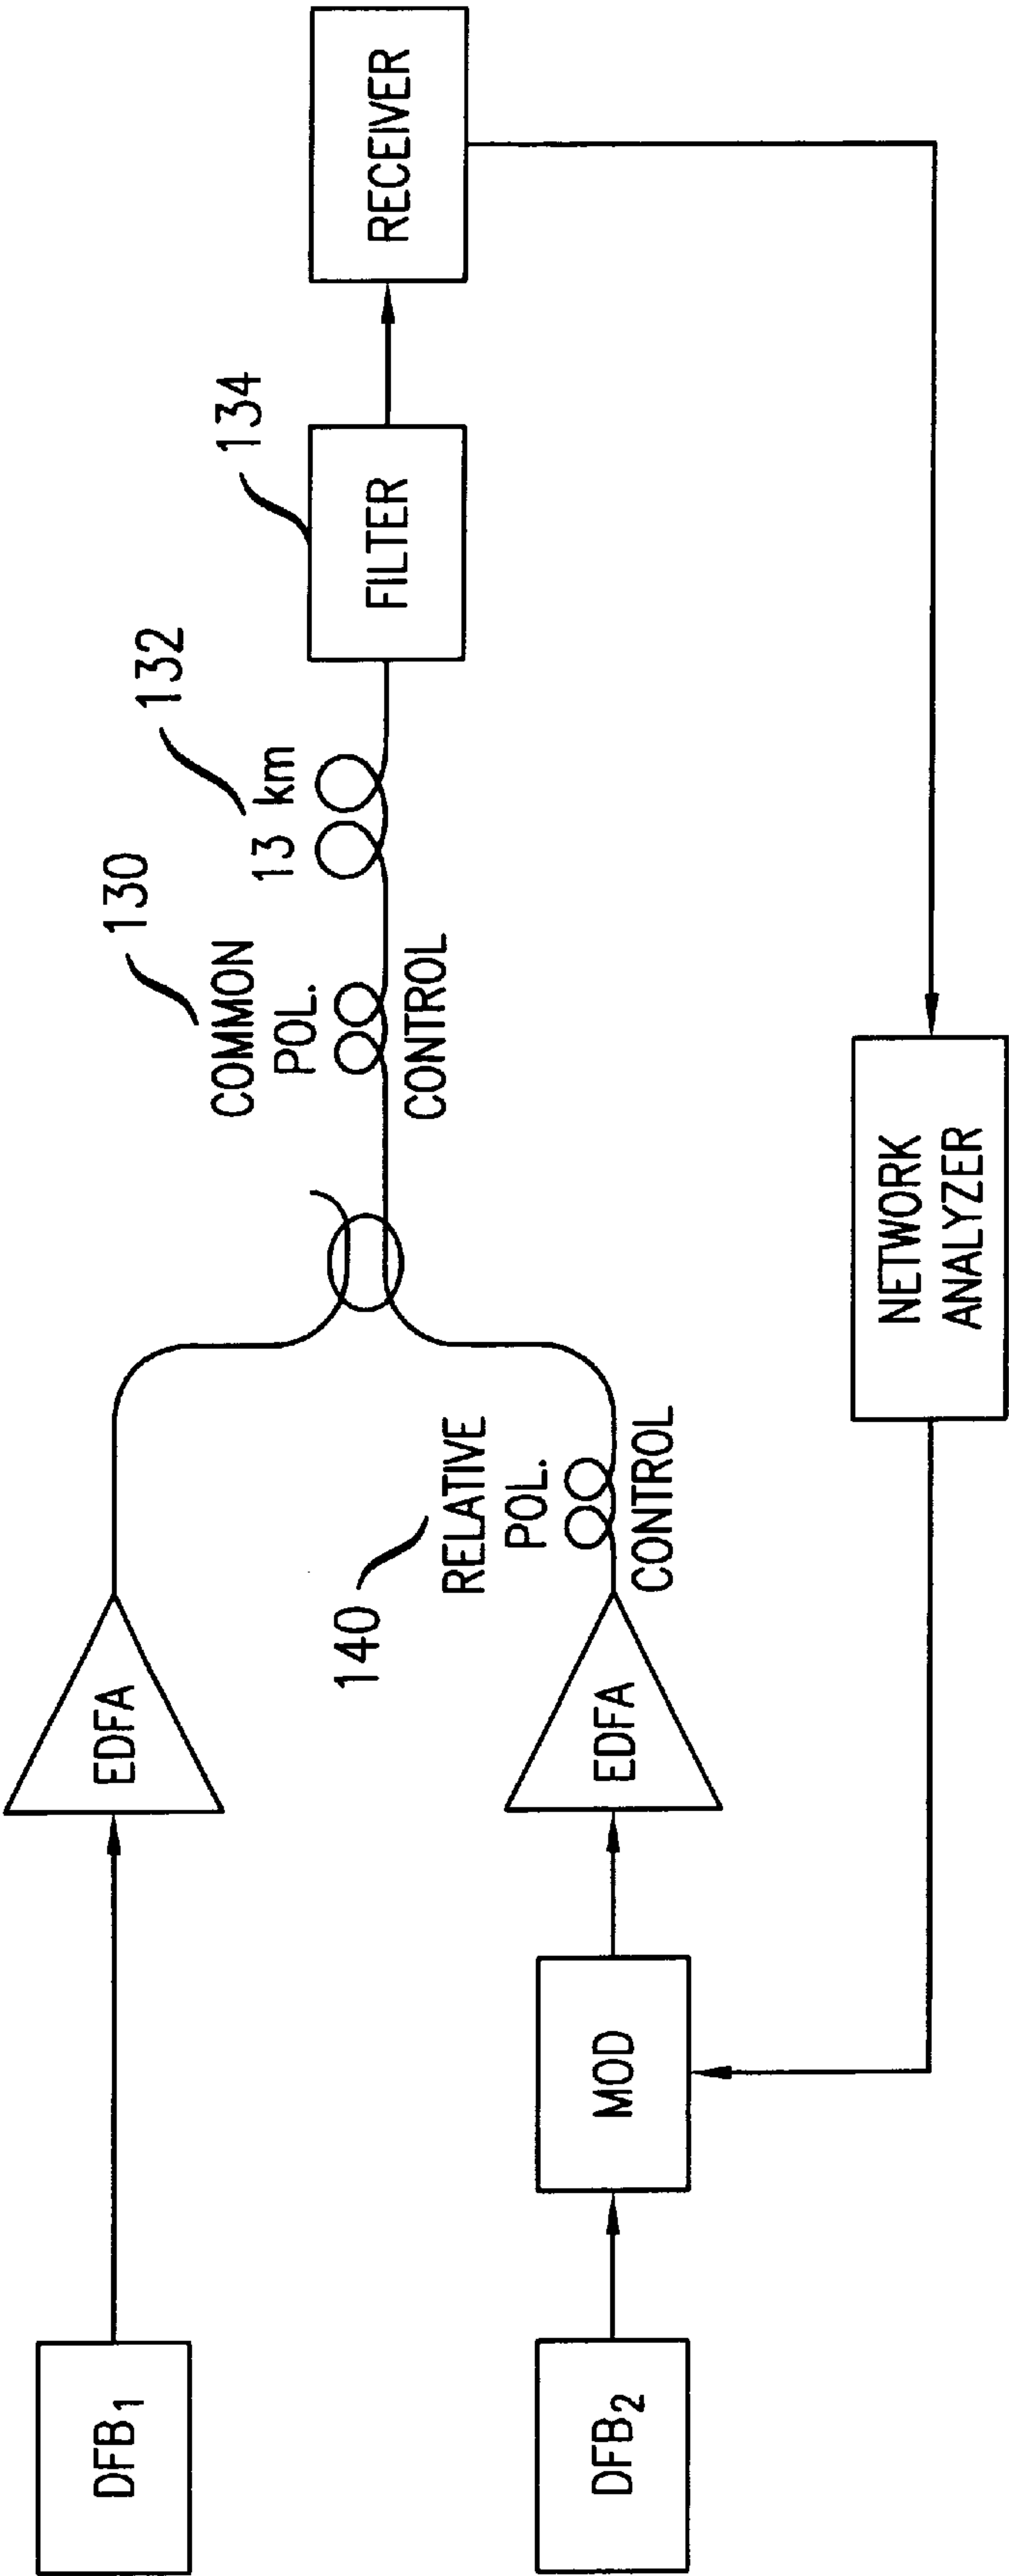 DFB1
EDFA
DFB2
MOD
EDFA
140
RELATIVE
POL.
CONTROL
130
COMMON
POL.
CONTROL
132
13 km
134
FILTER
RECEIVER
NETWORK
ANALYZER